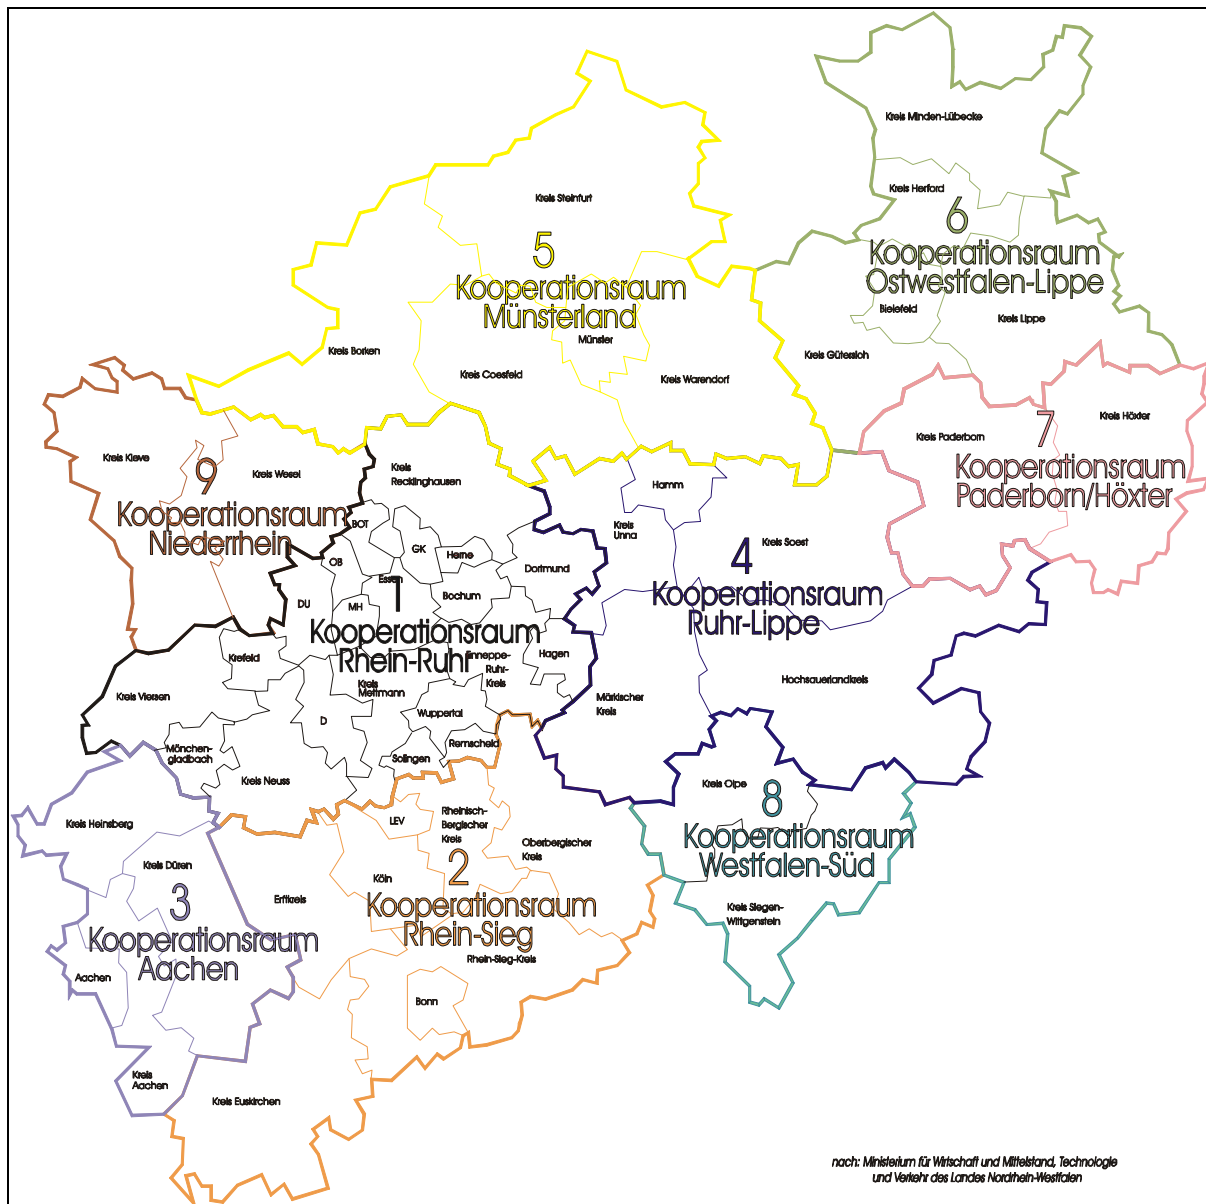 Kreis Minden-Lübecke
Kreis Herford
6
Kooperationsraum
Ostwestfalen-Lippe
Bielefeld
Kreis Lippe
Kreis Gütersloh
Kreis Steinfurt
5
Kooperationsraum
Münsterland
Münster
Kreis Borken
Kreis Coesfeld
Kreis Warendorf
Kreis Paderborn
7
Kreis Höxter
Kooperationsraum
Paderborn/Höxter
Kreis Kleve
Kreis Wesel
9
Kooperationsraum
Niederrhein
Kreis
Recklinghausen
BOT
OB
GK
Herne
Dortmund
Essen
1
Bochum
DU
MH
Kooperationsraum
Rhein-Ruhr
Krefeld
Kreis
Mettmann
Enneppe-
Ruhr-
Kreis
Hagen
Kreis Viersen
D
Wuppertal
Remscheid
Solingen
Mönchen-
gladbach
Kreis Neuss
Hamm
Kreis
Unna
4
Kreis Soest
Kooperationsraum
Ruhr-Lippe
Märkischer
Kreis
Hochsauerlandkreis
Kreis Olpe
8
Kooperationsraum
Westfalen-Süd
Kreis Siegen-
Wittgenstein
Kreis Heinsberg
Kreis Düren
3
Kooperationsraum
Aachen
Aachen
Kreis
Aachen
LEV
Rheinisch-
Bergischer
Kreis
Oberbergischer
Kreis
Köln
2
Erftkreis
Kooperationsraum
Rhein-Sieg
Rhein-Sieg-Kreis
Bonn
Kreis Euskirchen
nach: Ministerium für Wirtschaft und Mittelstand, Technologie
und Verkehr des Landes Nordrhein-Westfalen